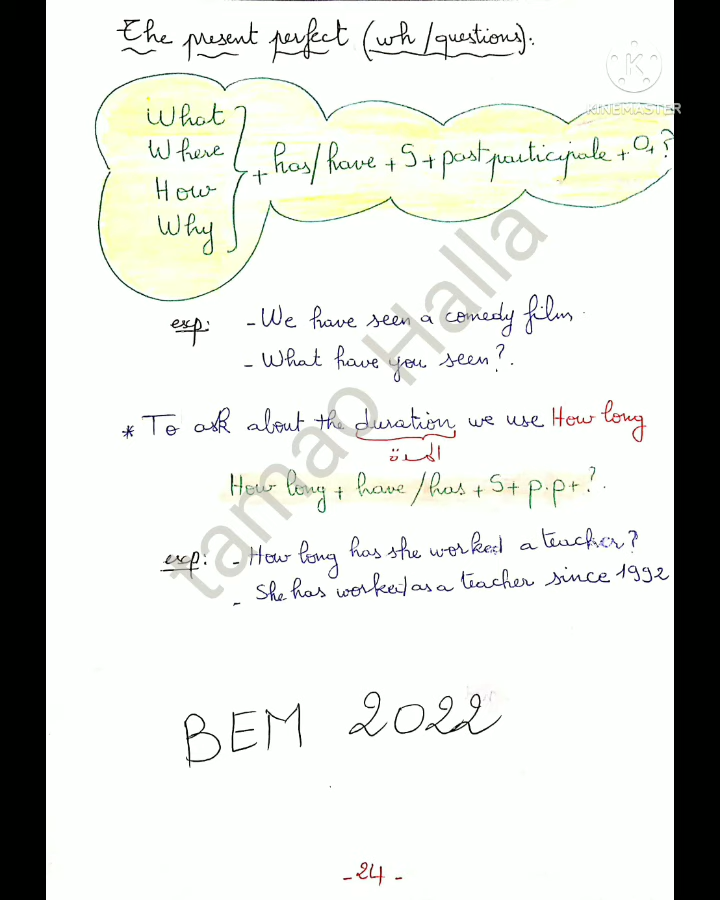 The present perfect (wh/questions):
KINEMASTER
What
Where
How
Why
+ has/have + S + past participale + O + ?
exp: - We have seen a comedy film.
- What have you seen?.
* To ask about the duration we use How long
المدة
How long + have/has + S + p.p + ?.
exp: - How long has she worked a teacher?
- She has worked as a teacher since 1992
tamao Halla
BEM 2022
- 24 -